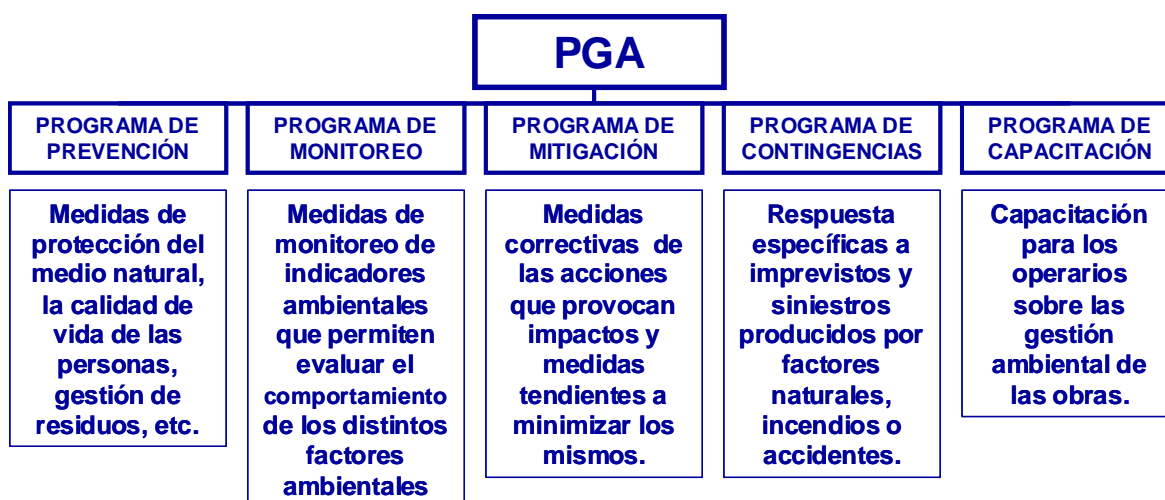 PGA
PROGRAMA DE
PREVENCIÓN
PROGRAMA DE
MONITOREO
PROGRAMA DE
MITIGACIÓN
PROGRAMA DE
CONTINGENCIAS
PROGRAMA DE
CAPACITACIÓN
Medidas de
protección del
medio natural,
la calidad de
vida de las
personas,
gestión de
residuos, etc.
Medidas de
monitoreo de
indicadores
ambientales
que permiten
evaluar el
comportamiento
de los distintos
factores
ambientales
Medidas
correctivas de
las acciones
que provocan
impactos y
medidas
tendientes a
minimizar los
mismos.
Respuesta
específicas a
imprevistos y
siniestros
producidos por
factores
naturales,
incendios o
accidentes.
Capacitación
para los
operarios
sobre las
gestión
ambiental de
las obras.